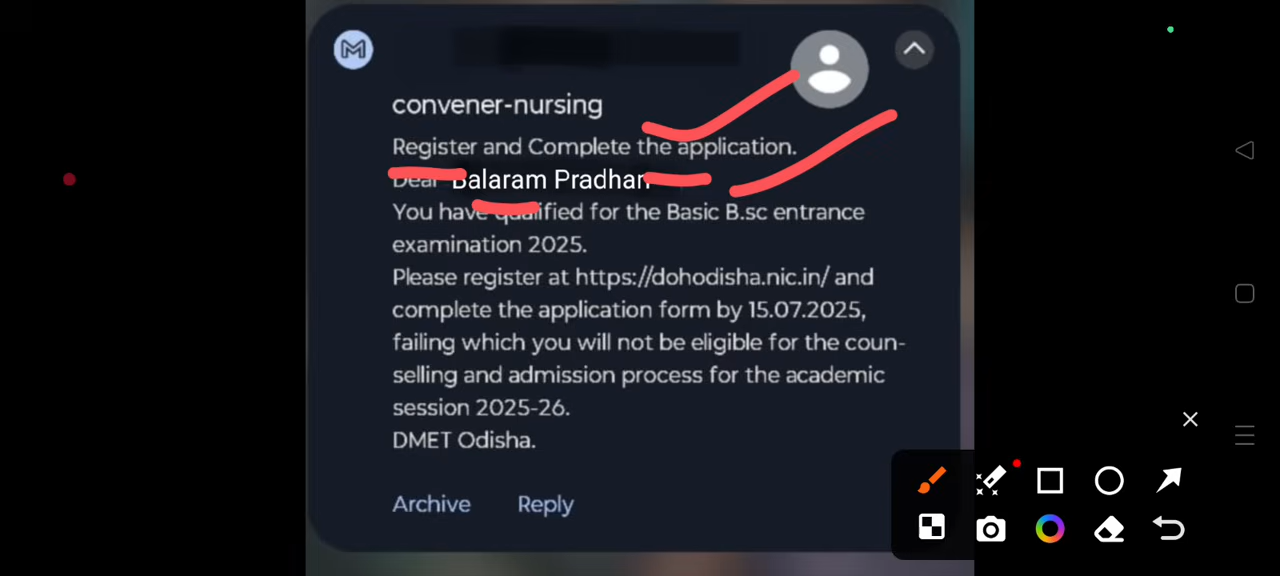 convener-nursing
Register and Complete the application.
Dear Balaram Pradhan
You have qualified for the Basic B.sc entrance
examination 2025.
Please register at https://dohodisha.nic.in/ and
complete the application form by 15.07.2025,
failing which you will not be eligible for the coun-
selling and admission process for the academic
session 2025-26.
DMET Odisha.
Archive Reply